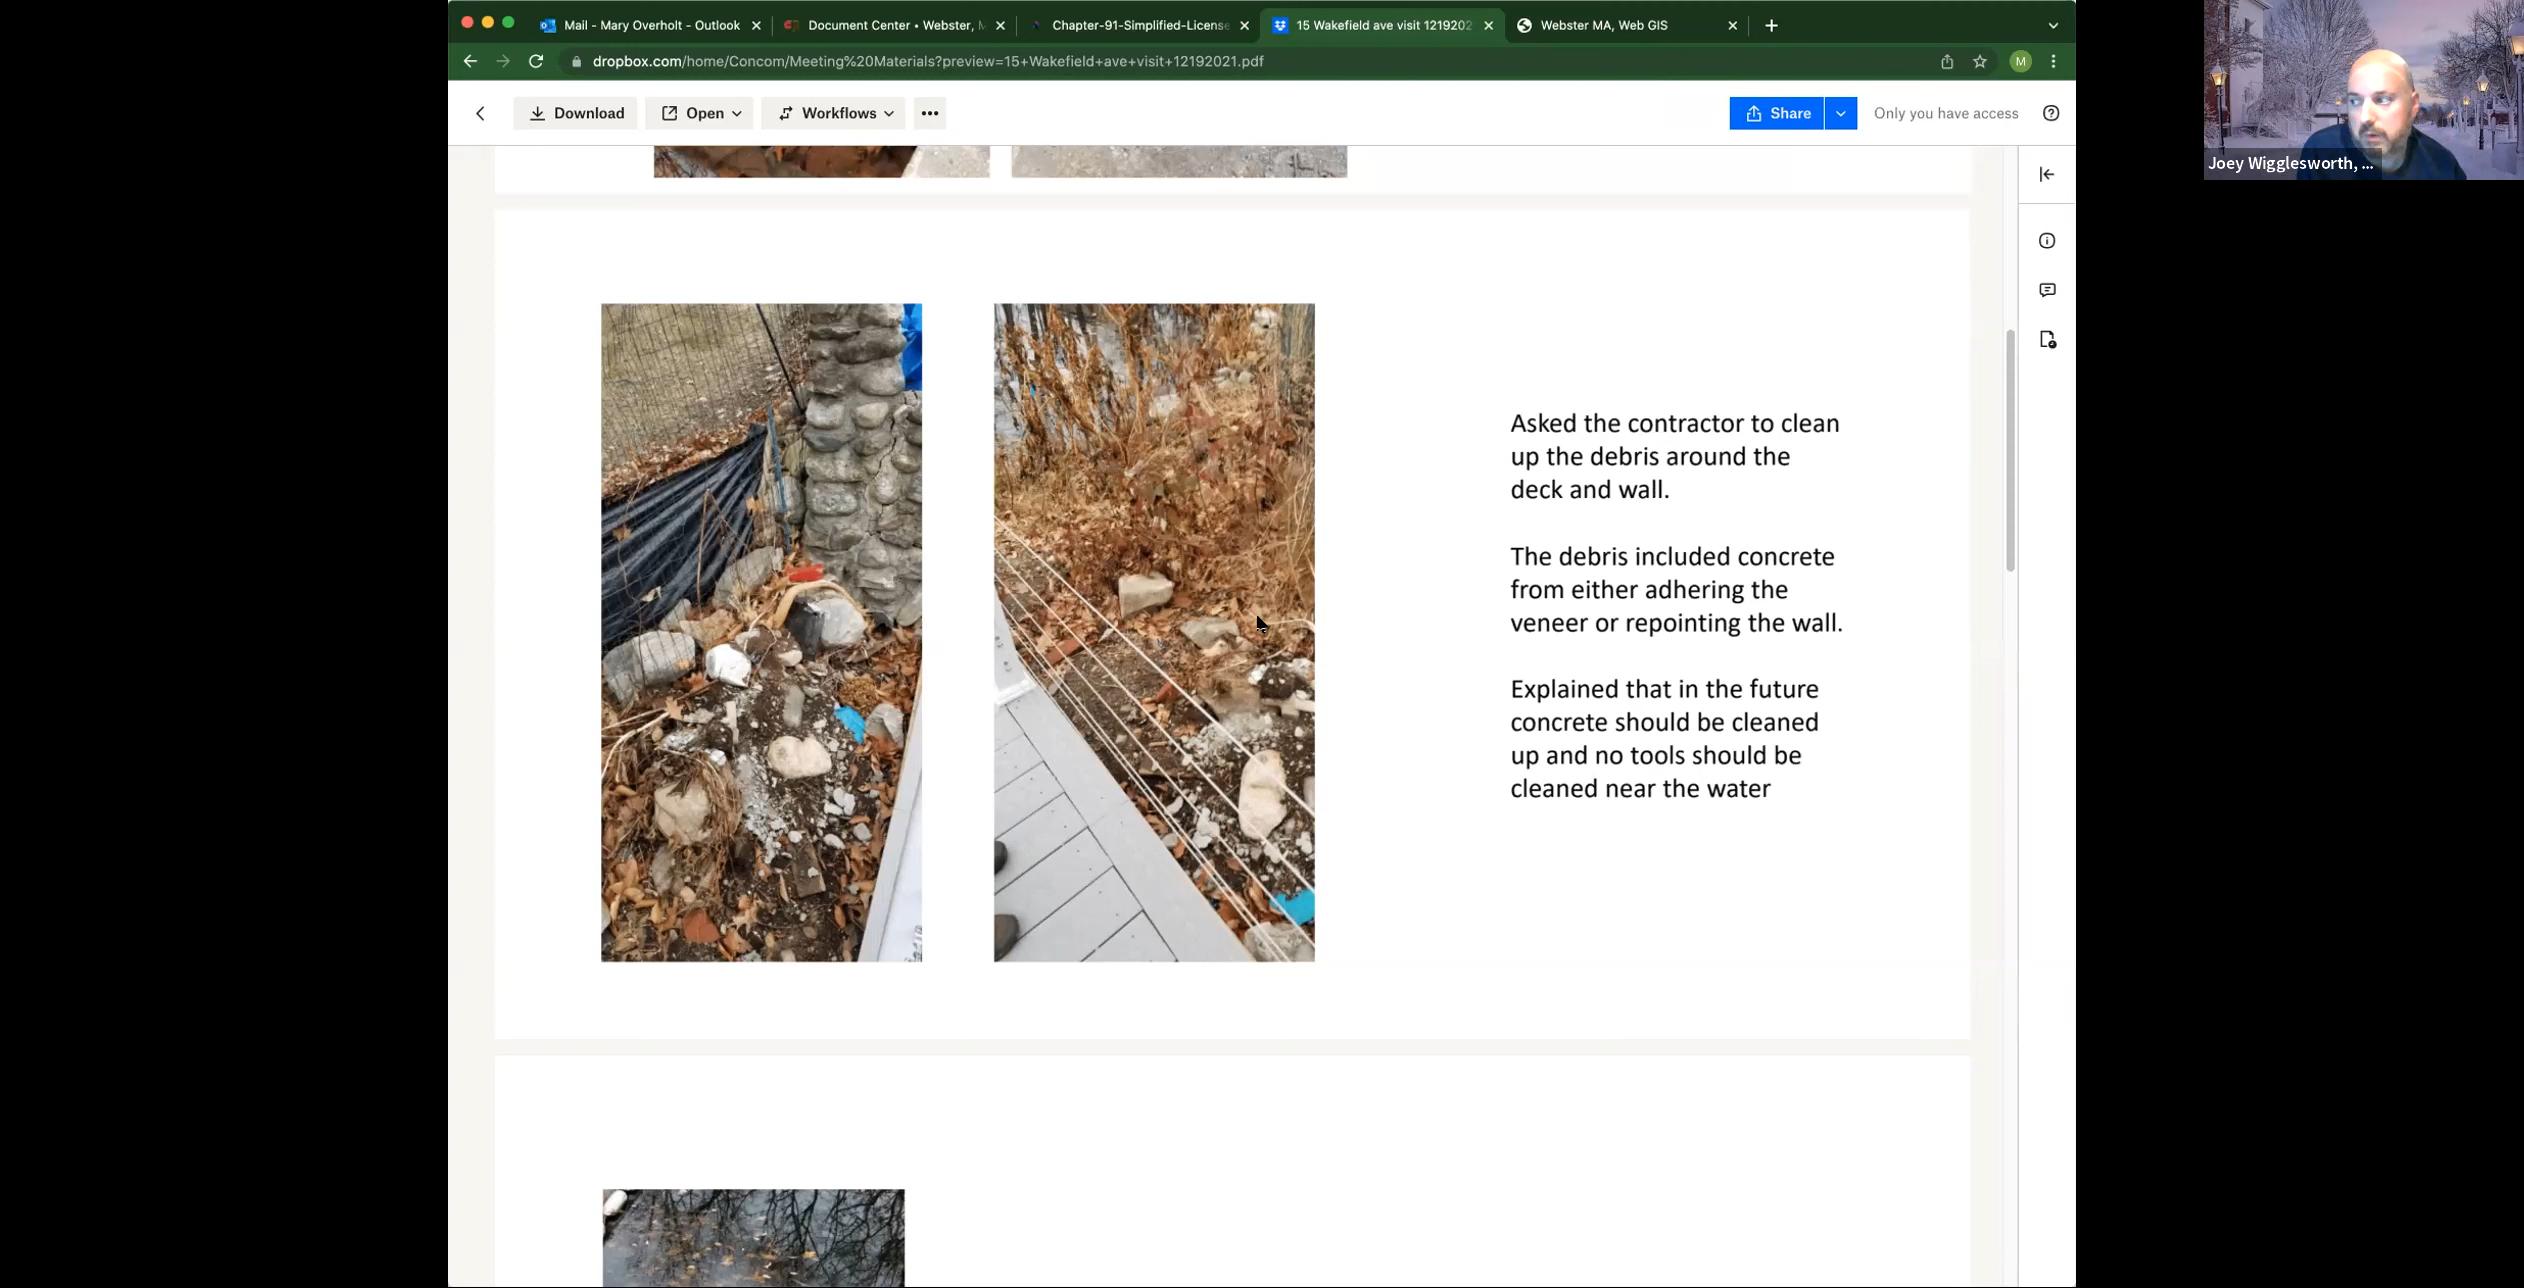 Mail - Mary Overholt - Outlook
Document Center • Webster, M
Chapter-91-Simplified-License
15 Wakefield ave visit 1219202
Webster MA, Web GIS
dropbox.com/home/Concom/Meeting%20Materials?preview=15+Wakefield+ave+visit+12192021.pdf
M
Download
Open
Workflows
Share
Only you have access
Joey Wigglesworth, ...
Asked the contractor to clean
up the debris around the
deck and wall.
The debris included concrete
from either adhering the
veneer or repointing the wall.
Explained that in the future
concrete should be cleaned
up and no tools should be
cleaned near the water